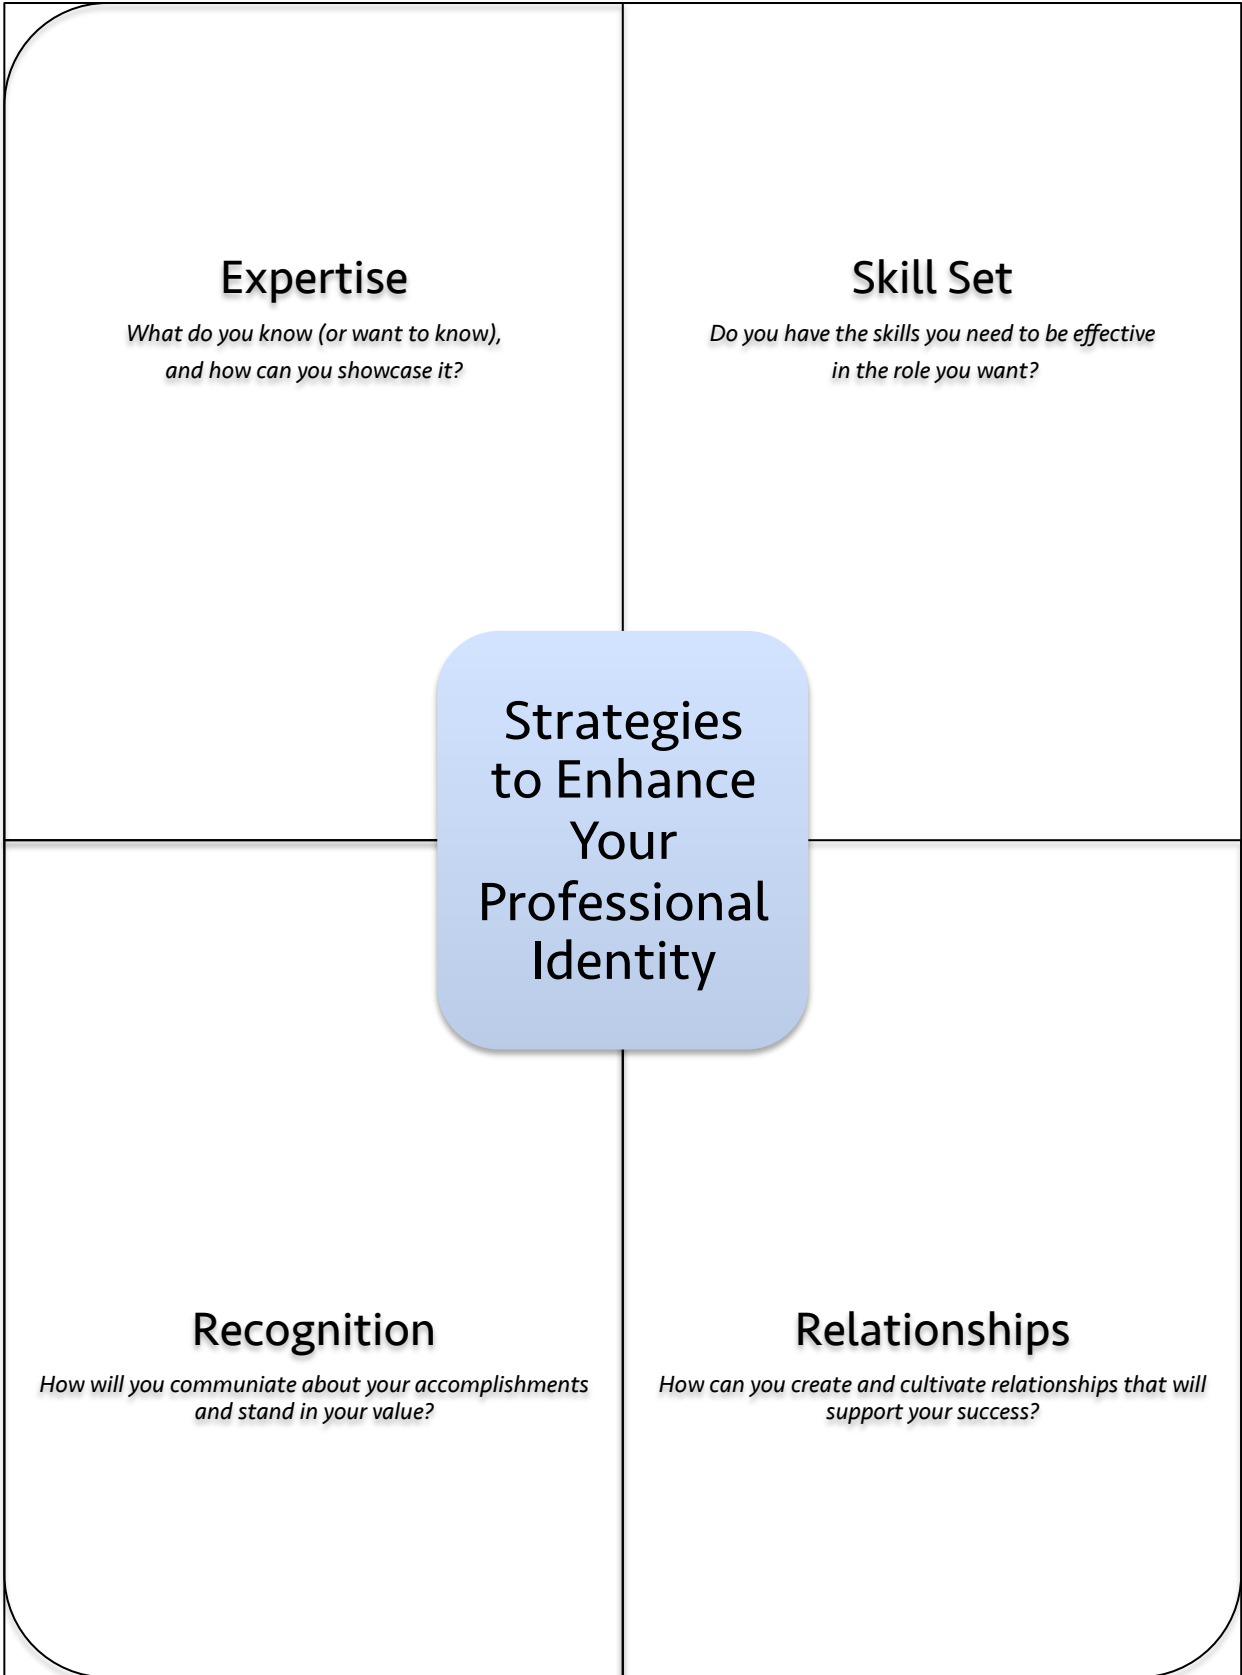 Expertise
What do you know (or want to know),
and how can you showcase it?
Skill Set
Do you have the skills you need to be effective
in the role you want?
Strategies
to Enhance
Your
Professional
Identity
Recognition
How will you communiate about your accomplishments
and stand in your value?
Relationships
How can you create and cultivate relationships that will
support your success?